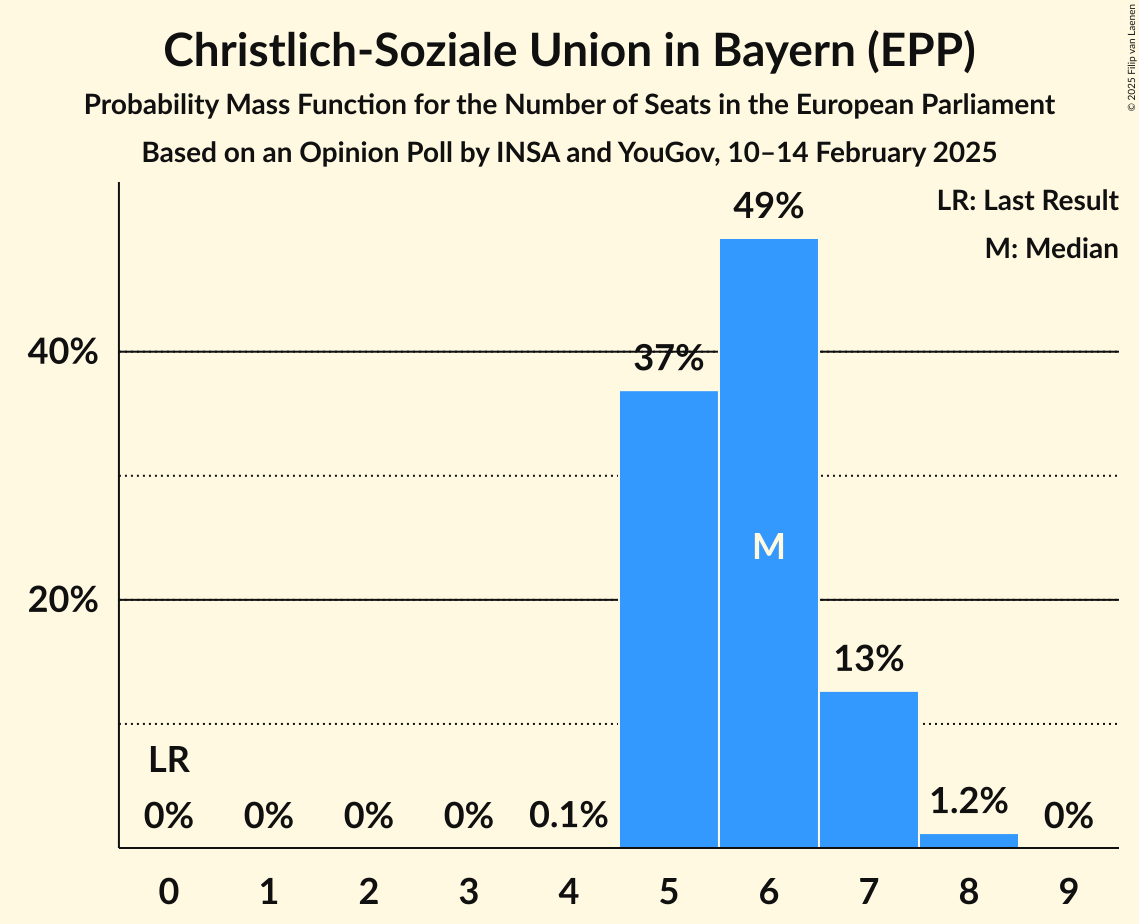 Christlich-Soziale Union in Bayern (EPP)
Probability Mass Function for the Number of Seats in the European Parliament
Based on an Opinion Poll by INSA and YouGov, 10–14 February 2025
© 2025 Filip van Laenen
LR: Last Result
M: Median
49%
40%
37%
M
20%
13%
LR
0% 0% 0% 0% 0.1% 1.2% 0%
0 1 2 3 4 5 6 7 8 9